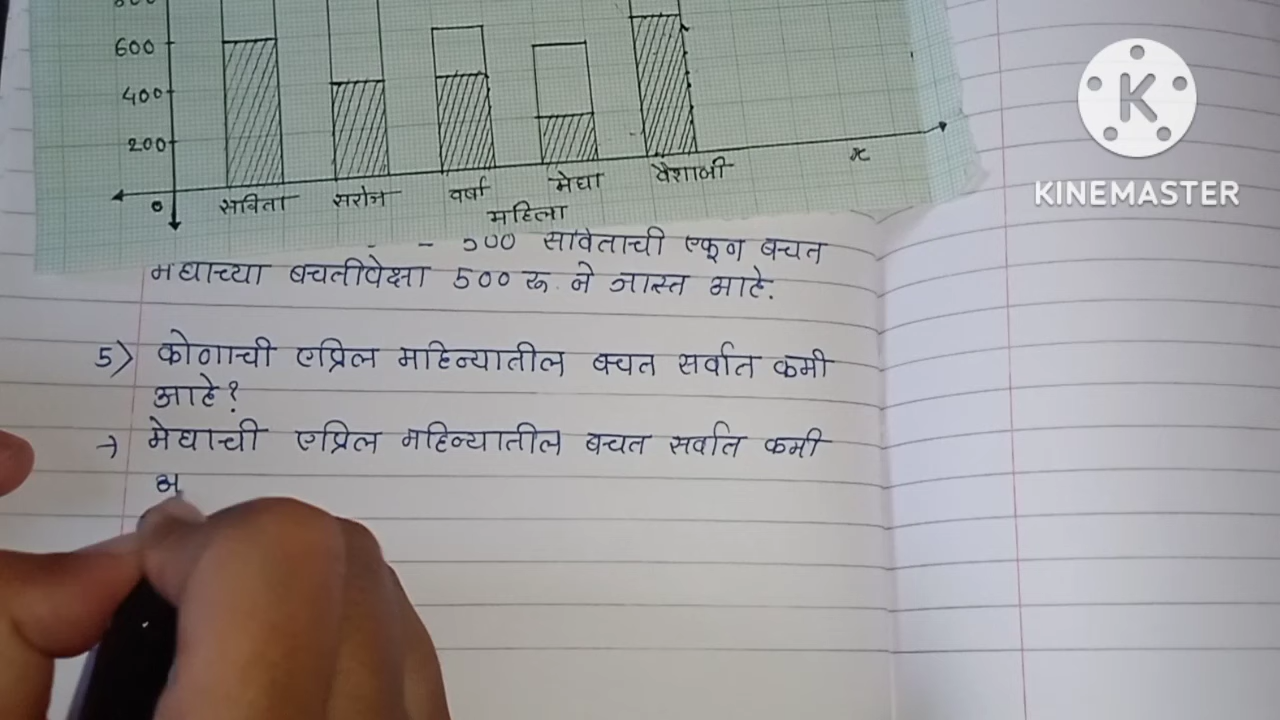 600
400
200
0
x
सविता सरोज वर्षा मेघा वैशाली
महिला
500 सविताची एकूण बचत
मेघाच्या बचतीपेक्षा 500 रू. ने जास्त आहे.
5) कोणाची एप्रिल महिन्यातील बचत सर्वात कमी
आहे?
→ मेघाची एप्रिल महिन्यातील बचत सर्वात कमी
अ
K
KINEMASTER